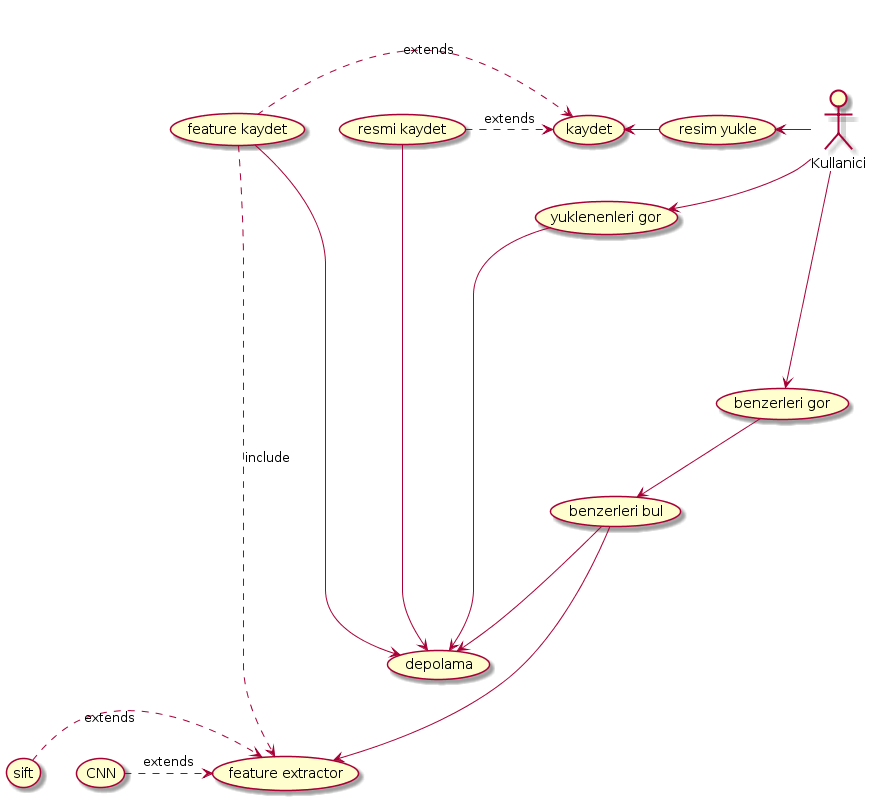 extends
feature kaydet
resmi kaydet
extends
kaydet
resim yukle
Kullanici
yuklenenleri gor
benzerleri gor
include
benzerleri bul
depolama
extends
sift
CNN
extends
feature extractor